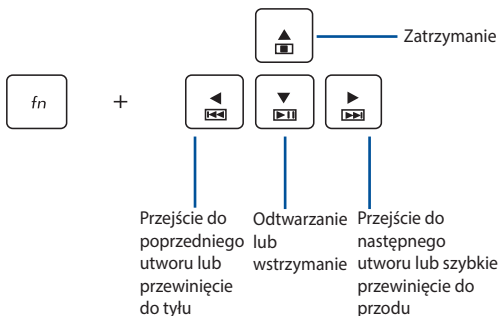 Zatrzymanie
fn
+
Przejście do
poprzedniego
utworu lub
przewinięcie
do tyłu
Odtwarzanie
lub
wstrzymanie
Przejście do
następnego
utworu lub szybkie
przewinięcie do
przodu